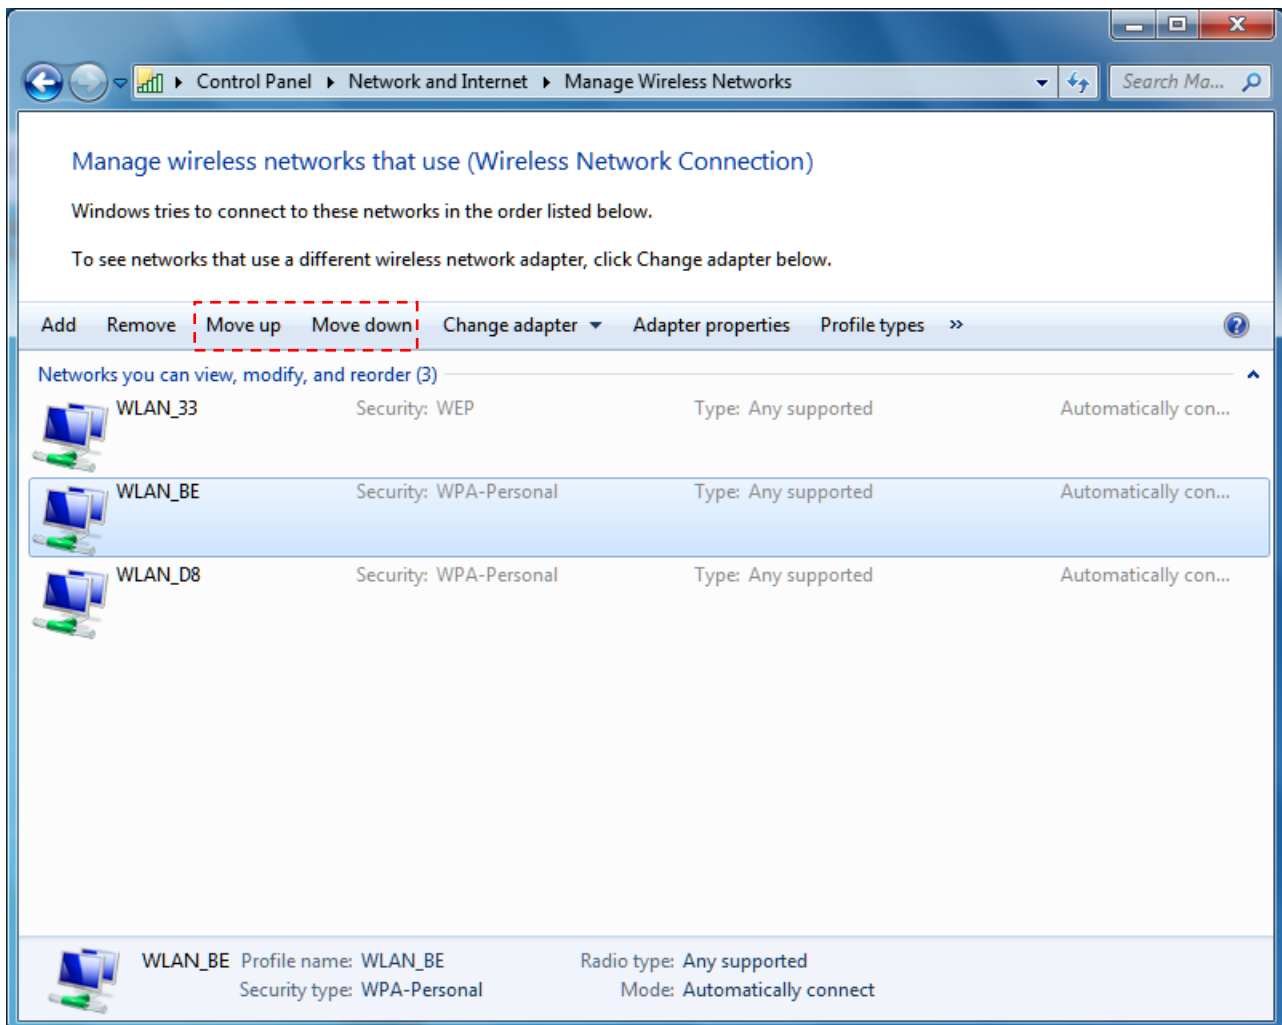 Control Panel Network and Internet Manage Wireless Networks Search Ma...
Manage wireless networks that use (Wireless Network Connection)
Windows tries to connect to these networks in the order listed below.
To see networks that use a different wireless network adapter, click Change adapter below.
Add Remove Move up Move down Change adapter Adapter properties Profile types »
Networks you can view, modify, and reorder (3)
WLAN_33 Security: WEP Type: Any supported Automatically con...
WLAN_BE Security: WPA-Personal Type: Any supported Automatically con...
WLAN_D8 Security: WPA-Personal Type: Any supported Automatically con...
WLAN_BE Profile name: WLAN_BE Radio type: Any supported
Security type: WPA-Personal Mode: Automatically connect